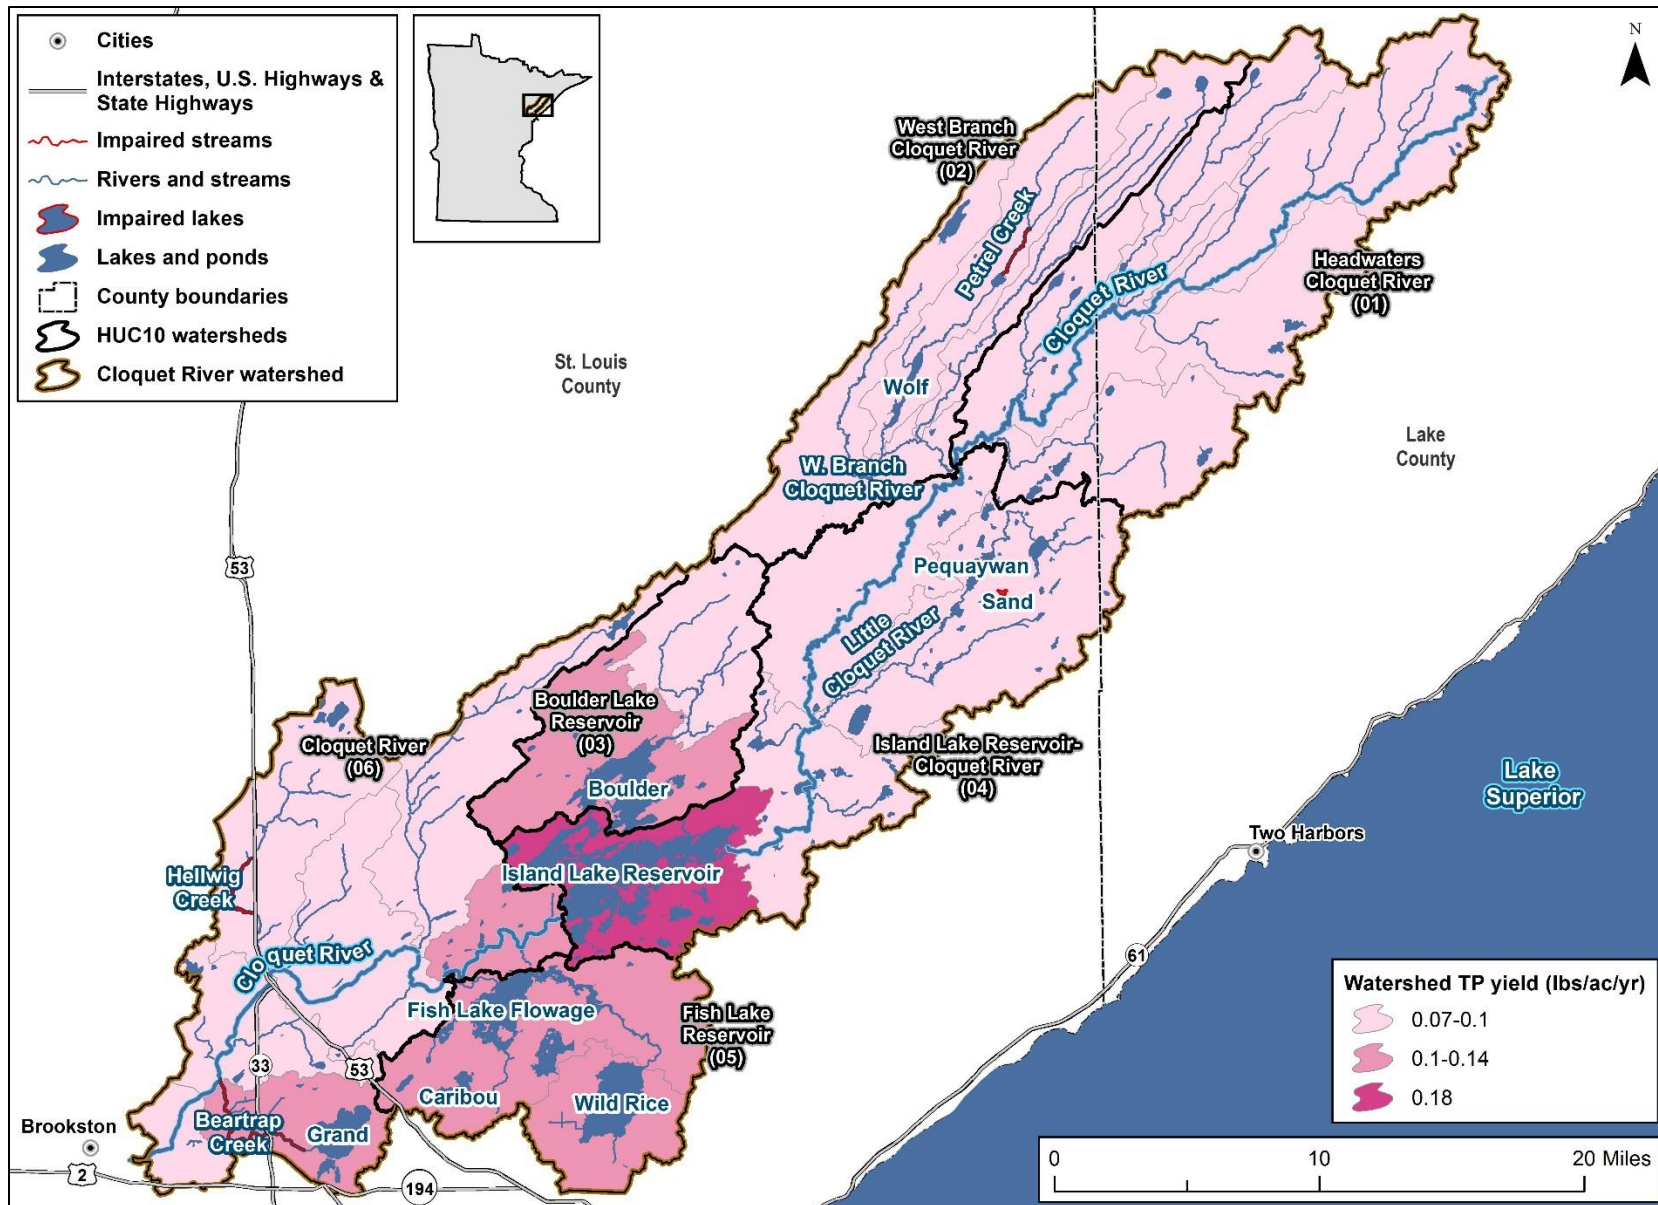 Cities
Interstates, U.S. Highways &
State Highways
Impaired streams
Rivers and streams
Impaired lakes
Lakes and ponds
County boundaries
HUC10 watersheds
Cloquet River watershed
N
West Branch
Cloquet River
(02)
Petrel Creek
Cloquet River
Headwaters
Cloquet River
(01)
St. Louis
County
Wolf
Lake
County
W. Branch
Cloquet River
53
Pequaywan
Sand
Little
Cloquet River
Boulder Lake
Reservoir
(03)
Cloquet River
(06)
Island Lake Reservoir-
Cloquet River
(04)
Boulder
Lake
Superior
Two Harbors
Hellwig
Creek
Island Lake Reservoir
Cloquet River
61
Fish Lake Flowage
Fish Lake
Reservoir
(05)
33
53
Caribou
Wild Rice
Brookston
Beartrap
Creek
Grand
2
194
Watershed TP yield (lbs/ac/yr)
0.07-0.1
0.1-0.14
0.18
0 10 20 Miles